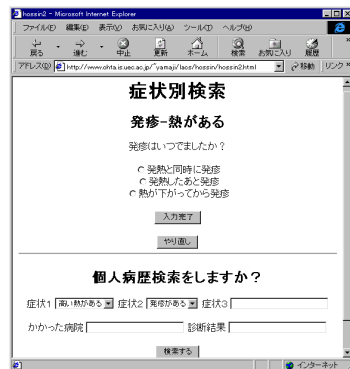 hossin2 - Microsoft Internet Explorer
ファイル(F) 編集(E) 表示(V) お気に入り(A) ツール(T) ヘルプ(H)
戻る 進む 中止 更新 ホーム 検索 お気に入り 履歴
アドレス(D) http://www.ohta.is.uec.ac.jp/~yamaji/laos/hossin/hossin2.html 移動 リンク »
症状別検索
発疹-熱がある
発疹はいつでましたか？
発熱と同時に発疹
発熱したあと発疹
熱が下がってから発疹
入力完了
やり直し
個人病歴検索をしますか？
症状1 高い熱がある 症状2 発疹がある 症状3
かかった病院 診断結果
検索する
インターネット